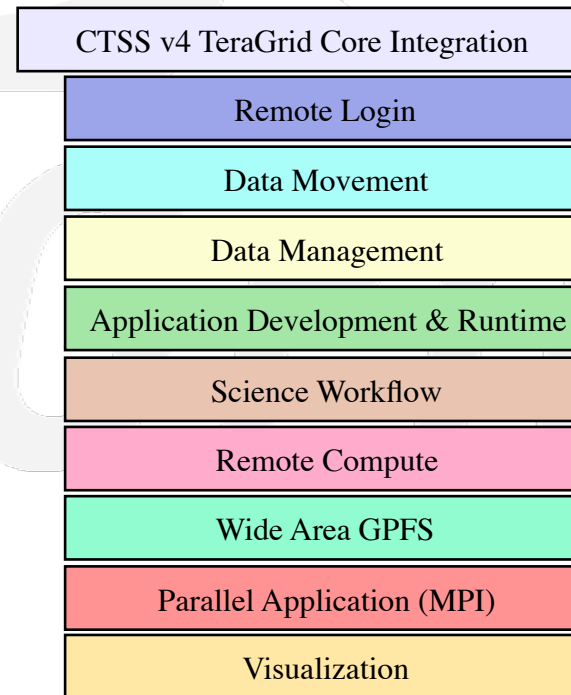 CTSS v4 TeraGrid Core Integration
Remote Login
Data Movement
Data Management
Application Development & Runtime
Science Workflow
Remote Compute
Wide Area GPFS
Parallel Application (MPI)
Visualization